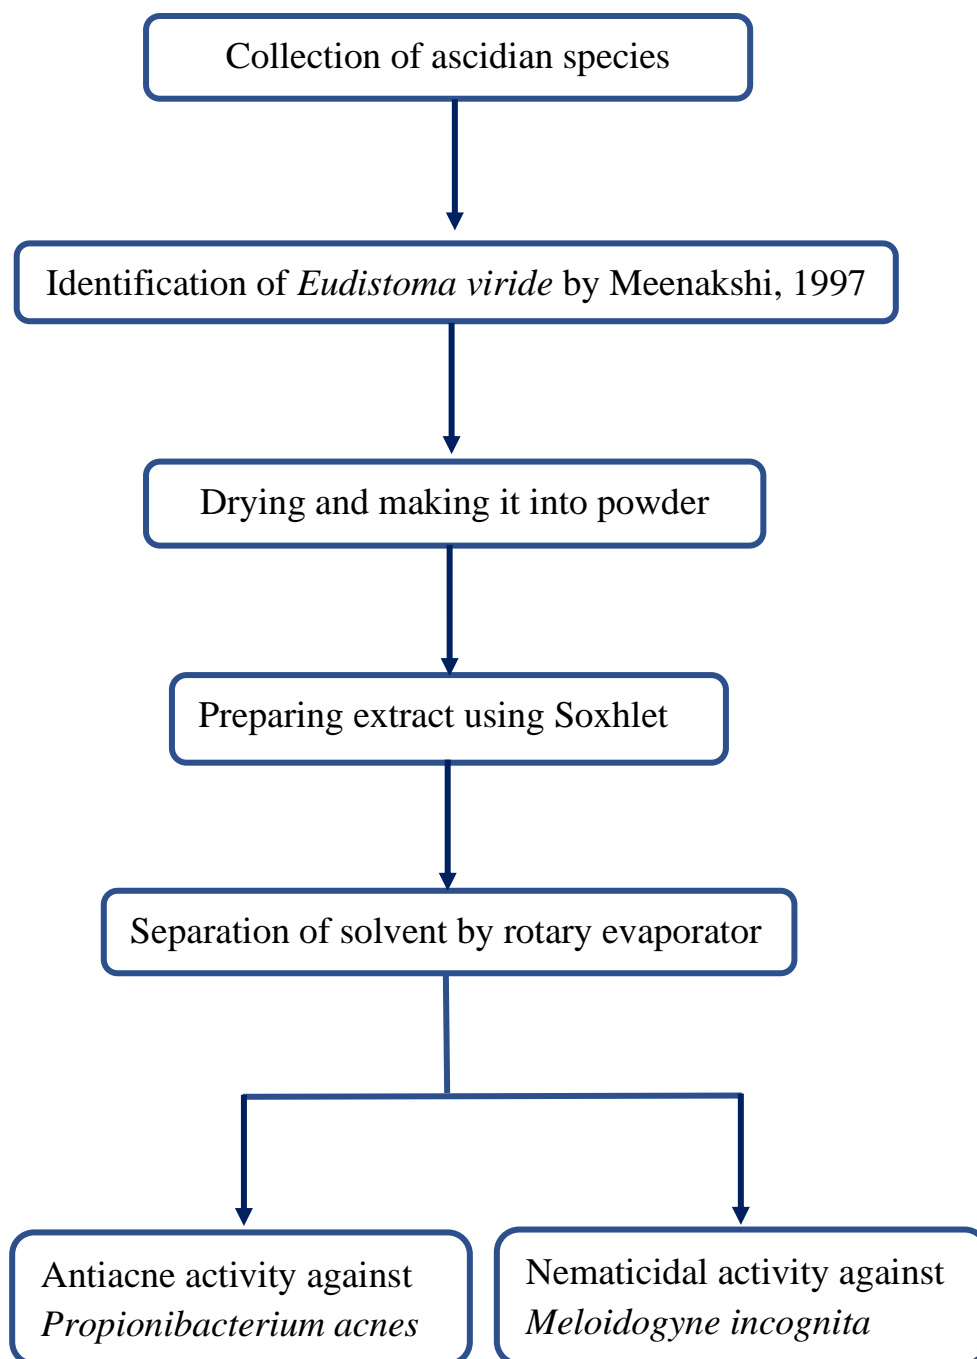 Collection of ascidian species
Identification of Eudistoma viride by Meenakshi, 1997
Drying and making it into powder
Preparing extract using Soxhlet
Separation of solvent by rotary evaporator
Antiacne activity against
Propionibacterium acnes
Nematicidal activity against
Meloidogyne incognita